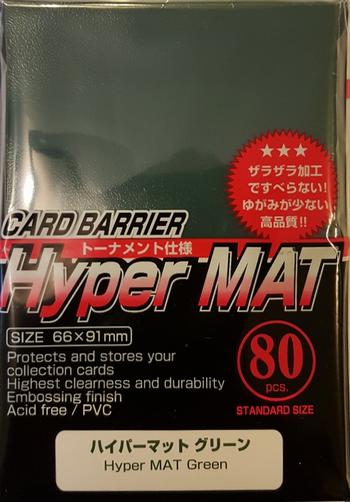 ★★★
ザラザラ加工
ですべらない!
ゆがみが少ない
高品質!!
CARD BARRIER
トーナメント仕様
Hyper MAT
SIZE 66×91mm
Protects and stores your
collection cards
Highest clearness and durability
Embossing finish
Acid free / PVC
80
pcs.
STANDARD SIZE
ハイパーマット グリーン
Hyper MAT Green